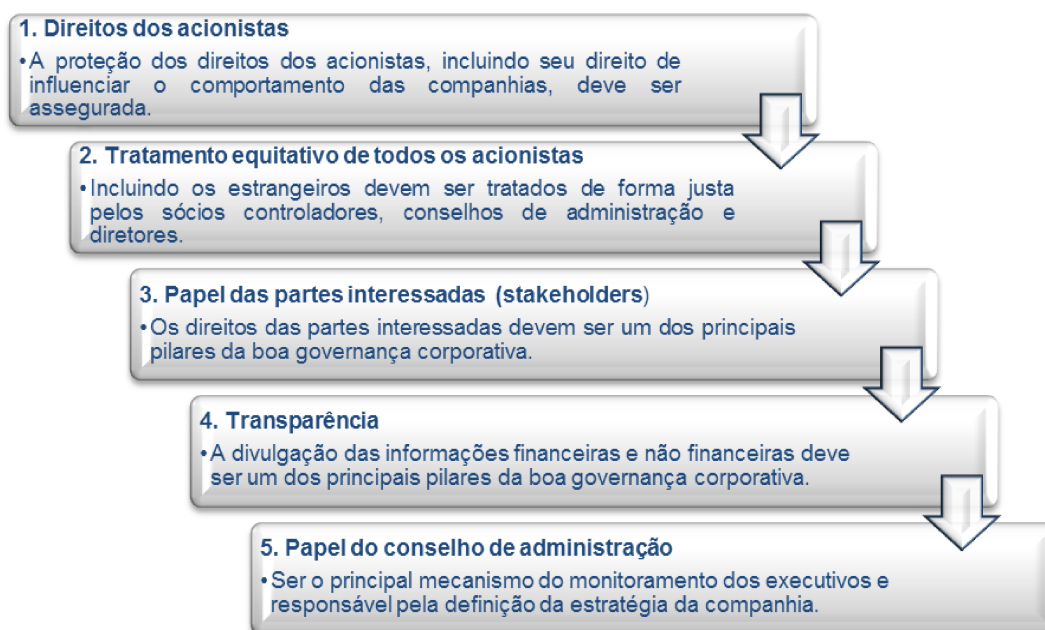 1. Direitos dos acionistas
•A proteção dos direitos dos acionistas, incluindo seu direito de
influenciar o comportamento das companhias, deve ser
assegurada.
2. Tratamento equitativo de todos os acionistas
•Incluindo os estrangeiros devem ser tratados de forma justa
pelos sócios controladores, conselhos de administração e
diretores.
3. Papel das partes interessadas (stakeholders)
•Os direitos das partes interessadas devem ser um dos principais
pilares da boa governança corporativa.
4. Transparência
•A divulgação das informações financeiras e não financeiras deve
ser um dos principais pilares da boa governança corporativa.
5. Papel do conselho de administração
•Ser o principal mecanismo do monitoramento dos executivos e
responsável pela definição da estratégia da companhia.